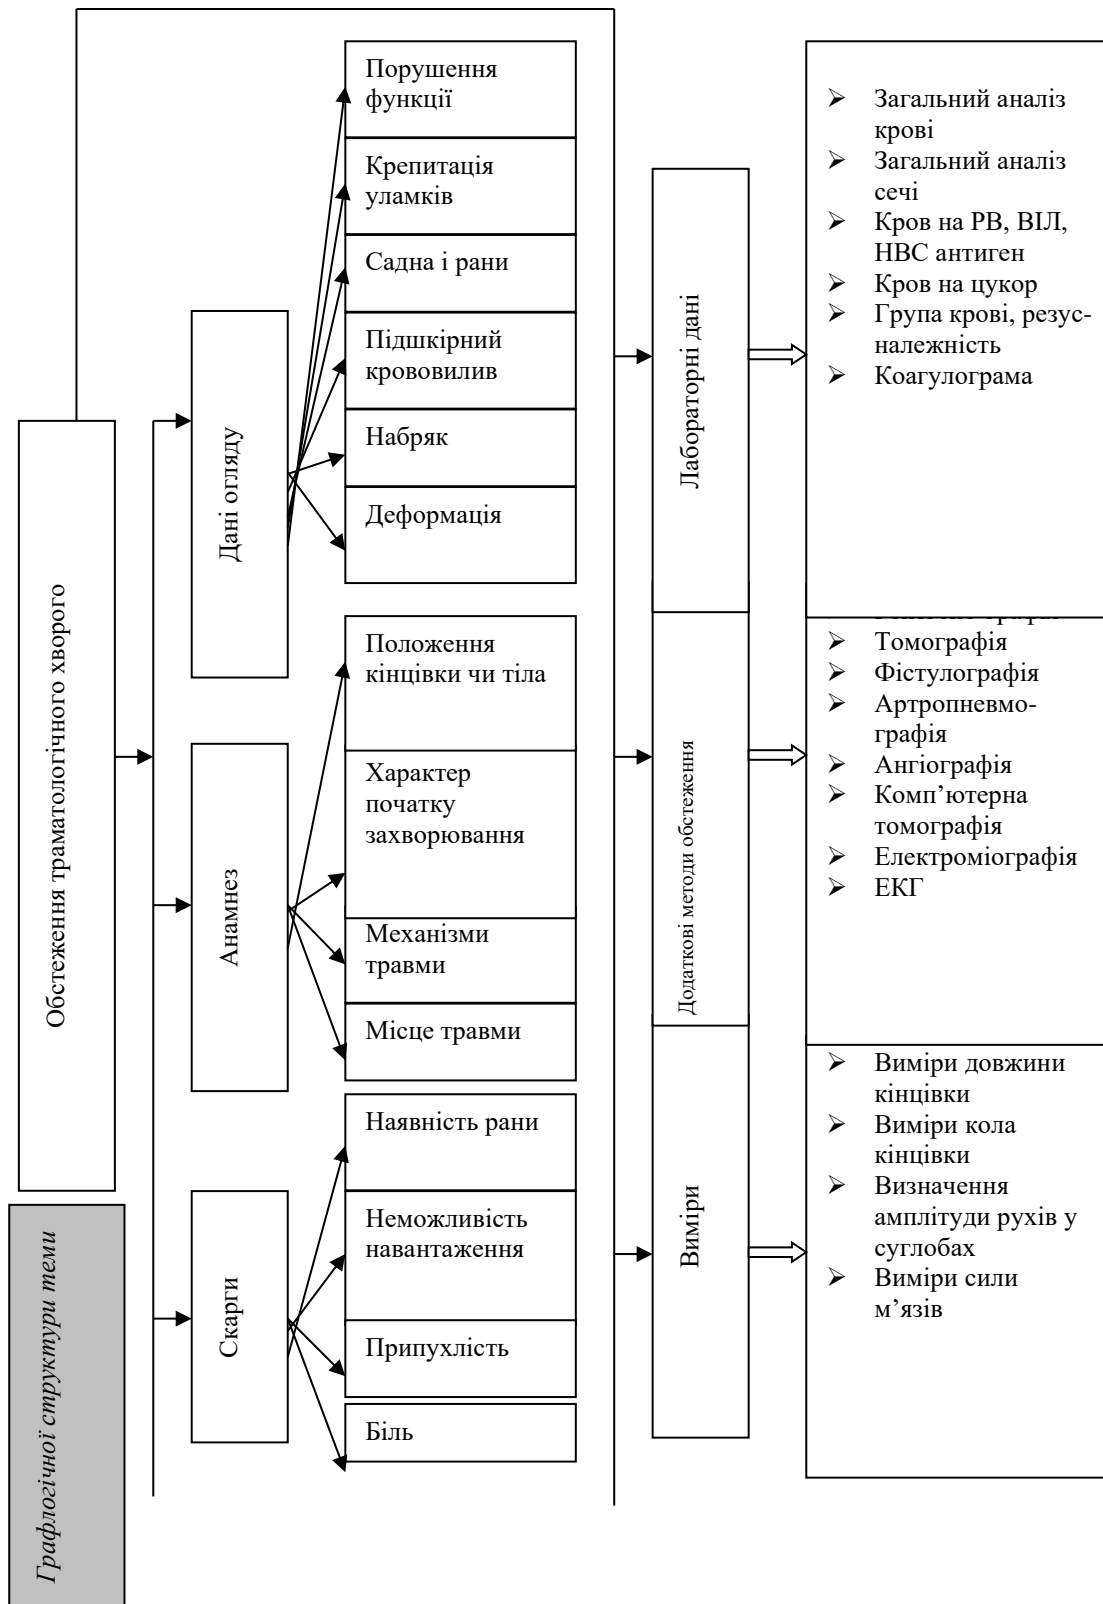 Графлогічної структури теми
Обстеження траматологічного хворого
Дані огляду
Порушення
функції
Крепитація
уламків
Садна і рани
Підшкірний
крововилив
Набряк
Деформація
Анамнез
Положення
кінцівки чи тіла
Характер
початку
захворювання
Механізми
травми
Місце травми
Скарги
Наявність рани
Неможливість
навантаження
Припухлість
Біль
Лабораторні дані
➢ Загальний аналіз
крові
➢ Загальний аналіз
сечі
➢ Кров на РВ, ВІЛ,
НВС антиген
➢ Кров на цукор
➢ Група крові, резус-
належність
➢ Коагулограма
Додаткові методи обстеження
➢ Томографія
➢ Фістулографія
➢ Артропневмо-
графія
➢ Ангіографія
➢ Комп’ютерна
томографія
➢ Електроміографія
➢ ЕКГ
Виміри
➢ Виміри довжини
кінцівки
➢ Виміри кола
кінцівки
➢ Визначення
амплітуди рухів у
суглобах
➢ Виміри сили
м’язів